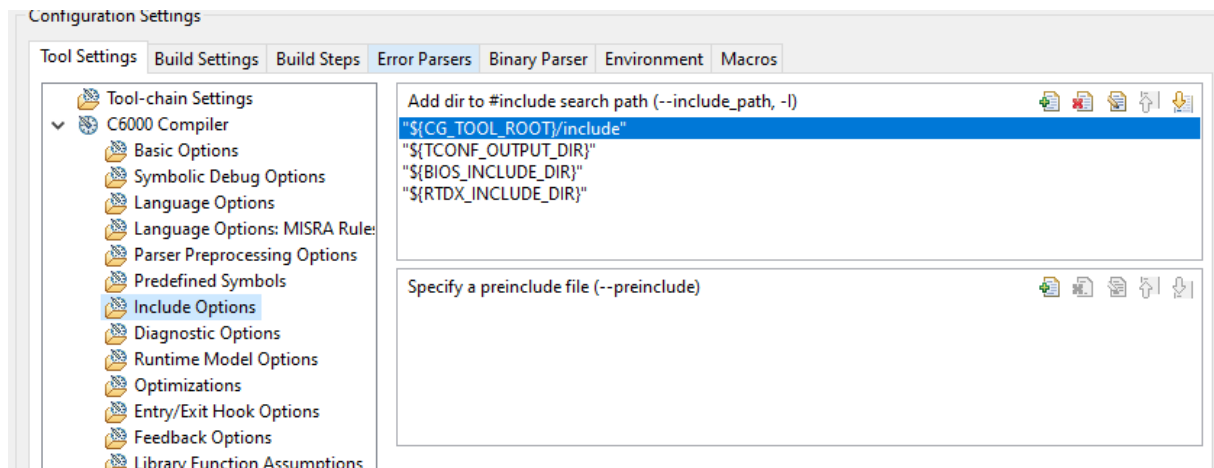 Configuration Settings
Tool Settings Build Settings Build Steps Error Parsers Binary Parser Environment Macros
Tool-chain Settings
C6000 Compiler
Basic Options
Symbolic Debug Options
Language Options
Language Options: MISRA Rule:
Parser Preprocessing Options
Predefined Symbols
Include Options
Diagnostic Options
Runtime Model Options
Optimizations
Entry/Exit Hook Options
Feedback Options
Library Function Assumptions
Add dir to #include search path (--include_path, -I)
"${CG_TOOL_ROOT}/include"
"${TCONF_OUTPUT_DIR}"
"${BIOS_INCLUDE_DIR}"
"${RTDX_INCLUDE_DIR}"
Specify a preinclude file (--preinclude)